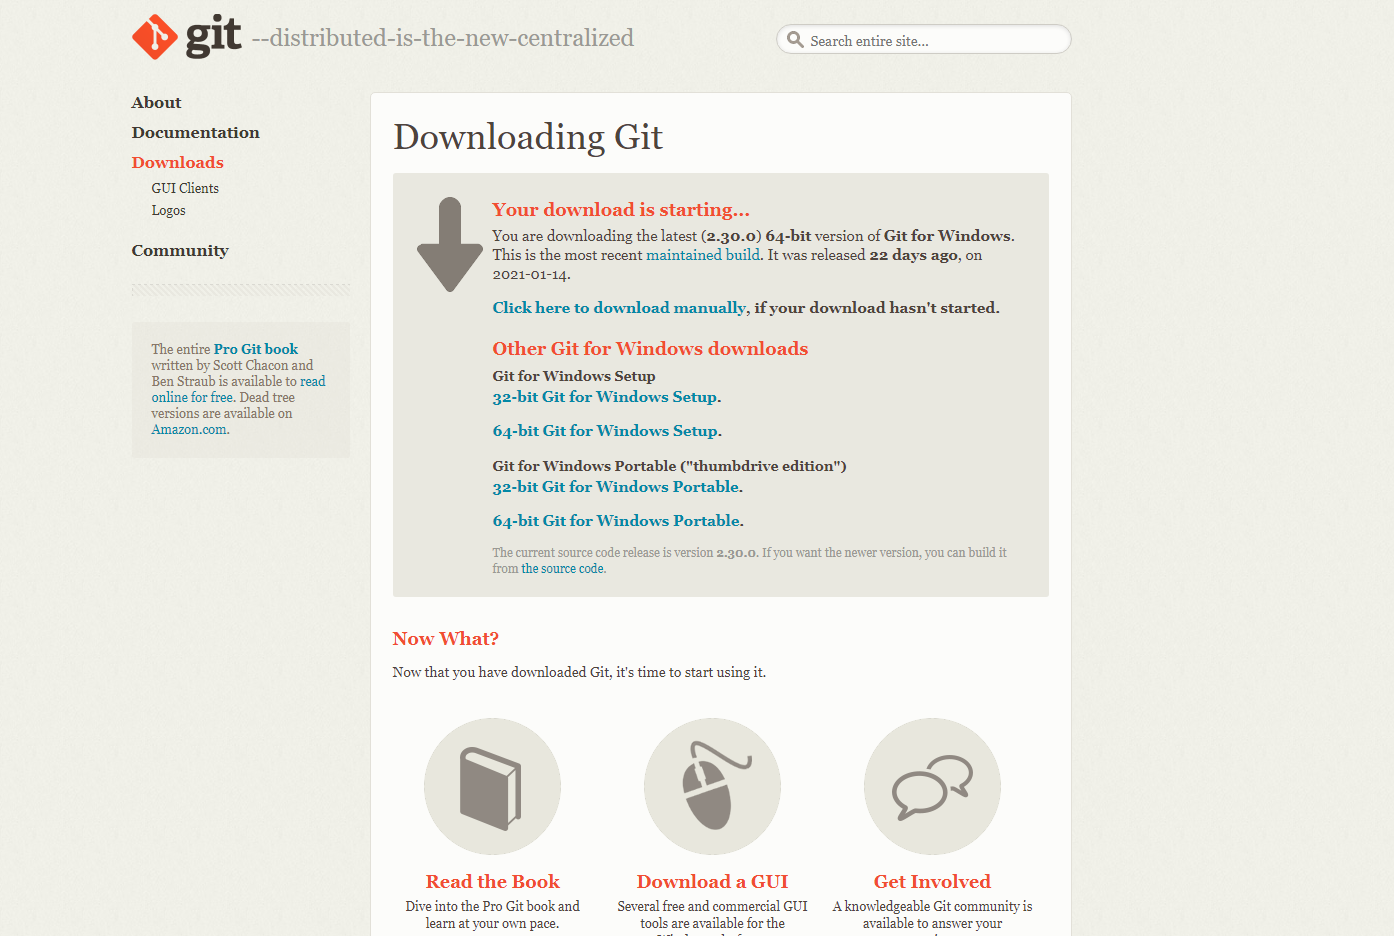 git --distributed-is-the-new-centralized
Search entire site...
About
Documentation
Downloads
GUI Clients
Logos
Community
The entire Pro Git book
written by Scott Chacon and
Ben Straub is available to read
online for free. Dead tree
versions are available on
Amazon.com.
Downloading Git
Your download is starting...
You are downloading the latest (2.30.0) 64-bit version of Git for Windows.
This is the most recent maintained build. It was released 22 days ago, on
2021-01-14.
Click here to download manually, if your download hasn't started.
Other Git for Windows downloads
Git for Windows Setup
32-bit Git for Windows Setup.
64-bit Git for Windows Setup.
Git for Windows Portable ("thumbdrive edition")
32-bit Git for Windows Portable.
64-bit Git for Windows Portable.
The current source code release is version 2.30.0. If you want the newer version, you can build it
from the source code.
Now What?
Now that you have downloaded Git, it's time to start using it.
Read the Book
Dive into the Pro Git book and
learn at your own pace.
Download a GUI
Several free and commercial GUI
tools are available for the
Get Involved
A knowledgeable Git community is
available to answer your